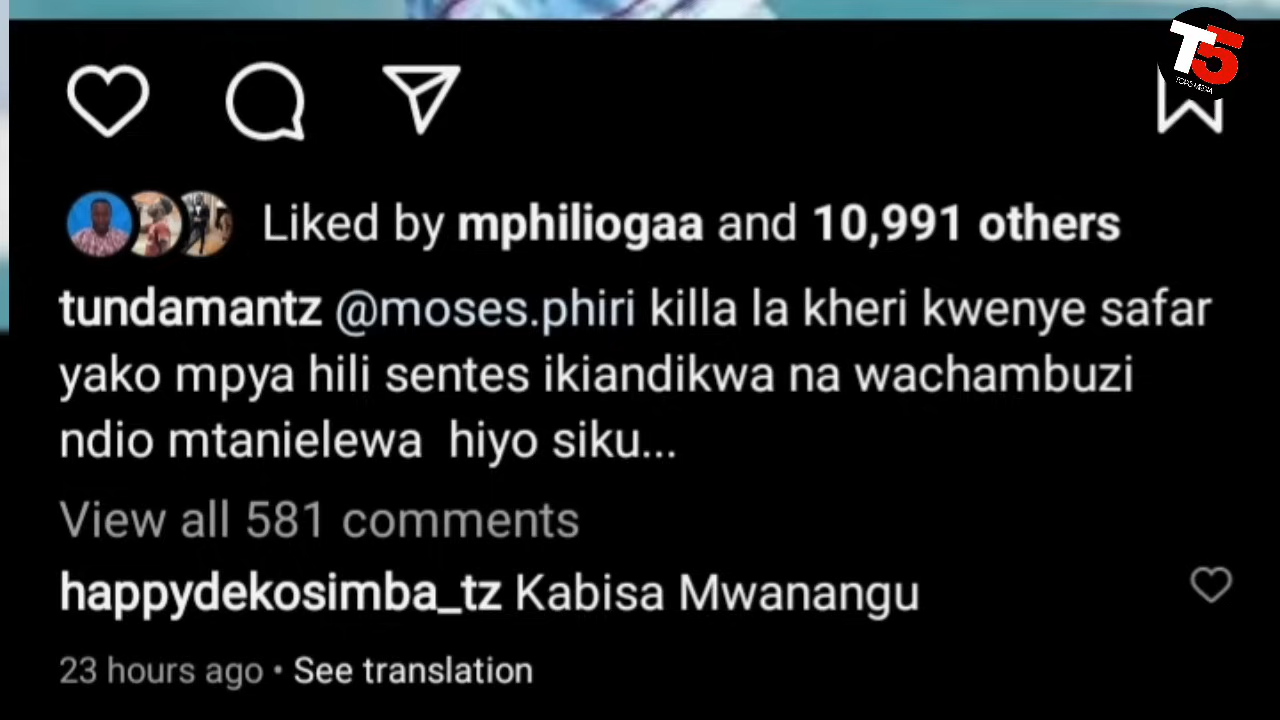 T5
Liked by mphiliogaa and 10,991 others
tundamantz @moses.phiri killa la kheri kwenye safar
yako mpya hili sentes ikiandikwa na wachambuzi
ndio mtanielewa hiyo siku...
View all 581 comments
happydekosimba_tz Kabisa Mwanangu
23 hours ago • See translation